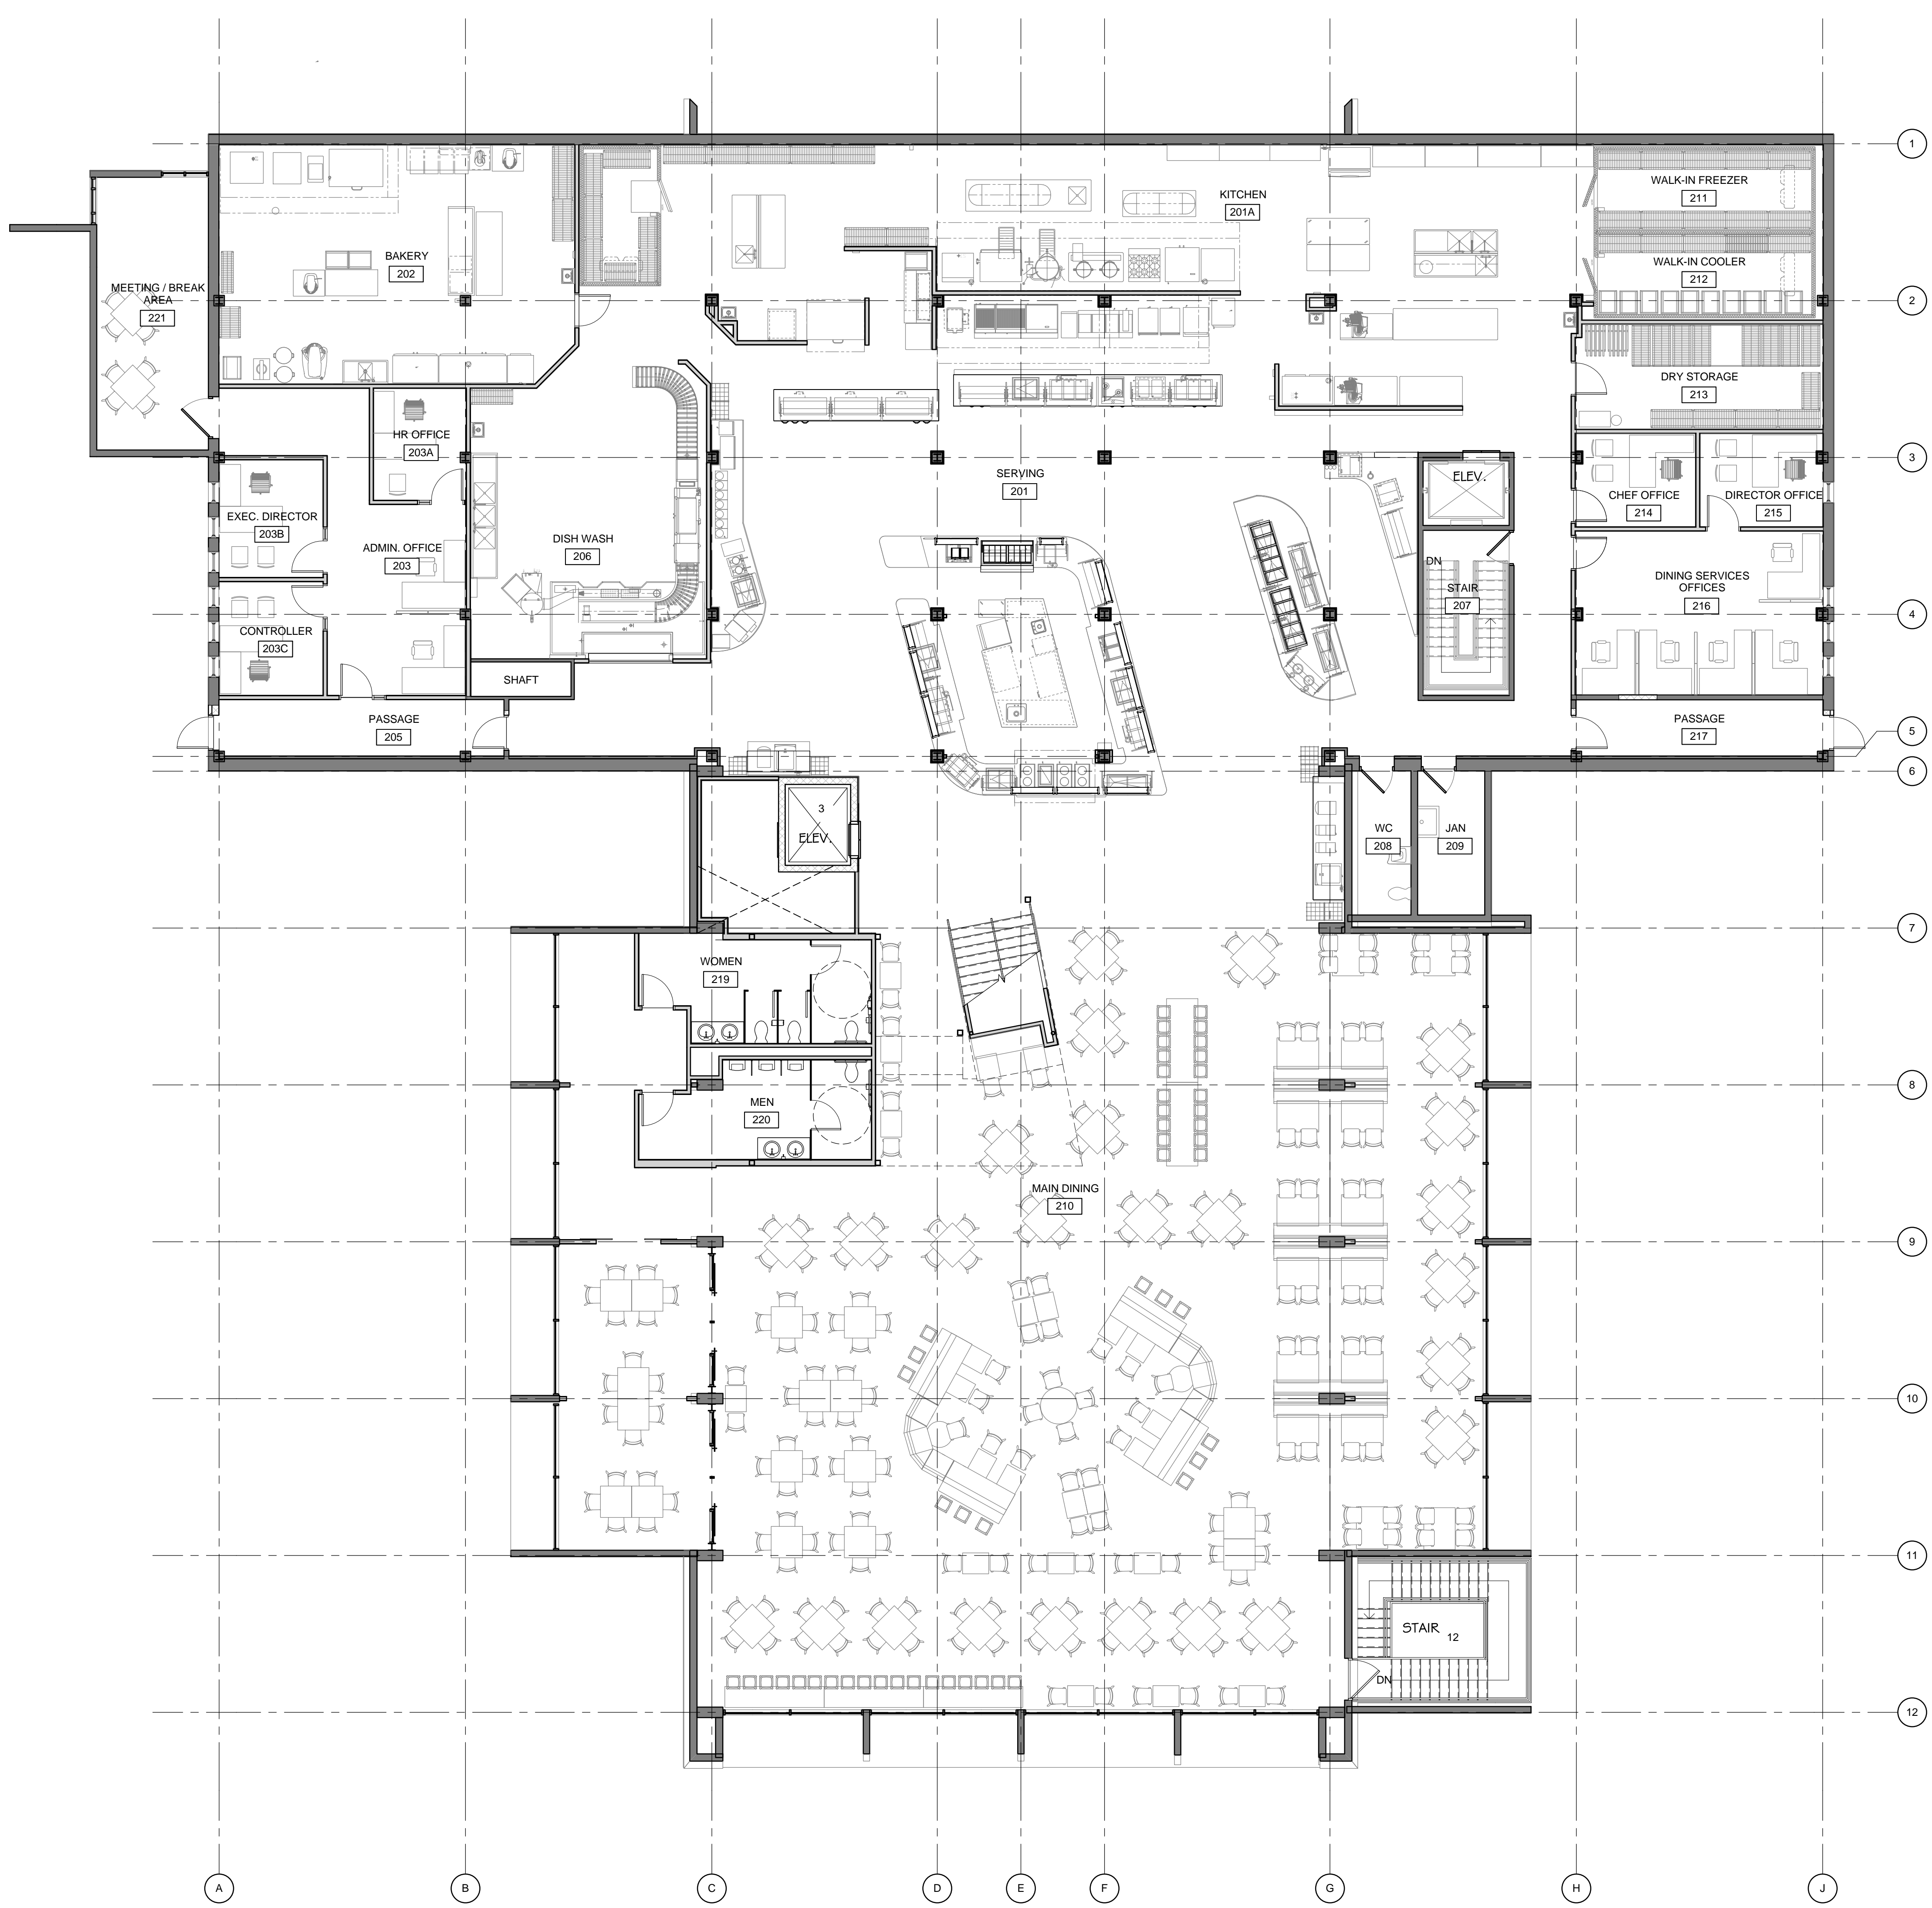 1
WALK-IN FREEZER
211
KITCHEN
201A
BAKERY
202
WALK-IN COOLER
212
MEETING / BREAK
AREA
221
2
DRY STORAGE
213
HR OFFICE
203A
3
SERVING
201
ELEV.
CHEF OFFICE
214
DIRECTOR OFFICE
215
EXEC. DIRECTOR
203B
ADMIN. OFFICE
203
DISH WASH
206
DN
STAIR
207
DINING SERVICES
OFFICES
216
4
CONTROLLER
203C
SHAFT
PASSAGE
205
PASSAGE
217
5
6
3
ELEV.
WC
208
JAN
209
7
WOMEN
219
8
MEN
220
MAIN DINING
210
9
10
11
STAIR
12
DN
12
A
B
C
D
E
F
G
H
J